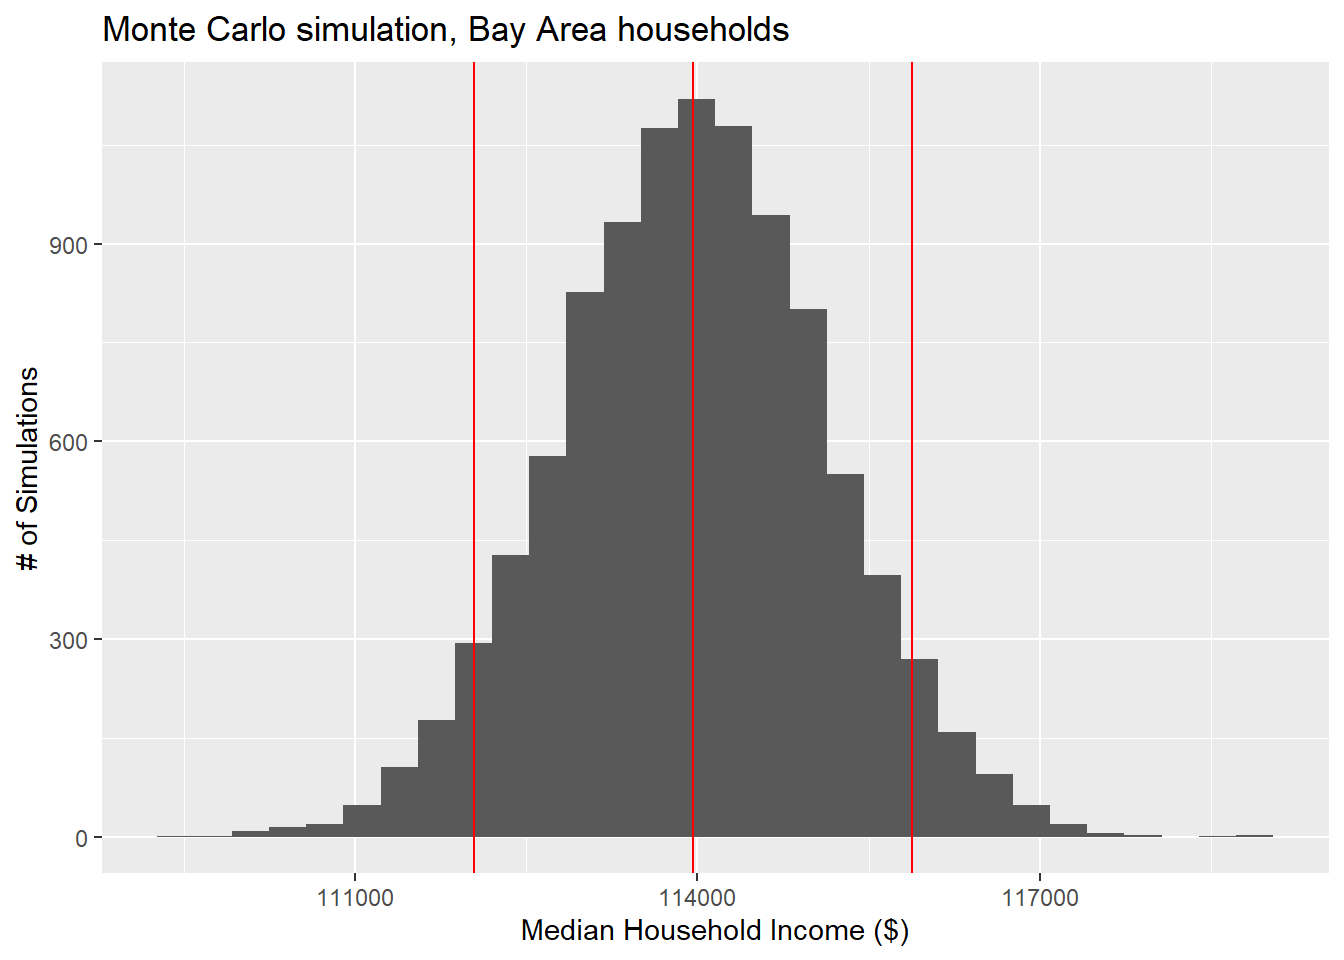 Monte Carlo simulation, Bay Area households
# of Simulations
900
600
300
0
111000 114000 117000
Median Household Income ($)